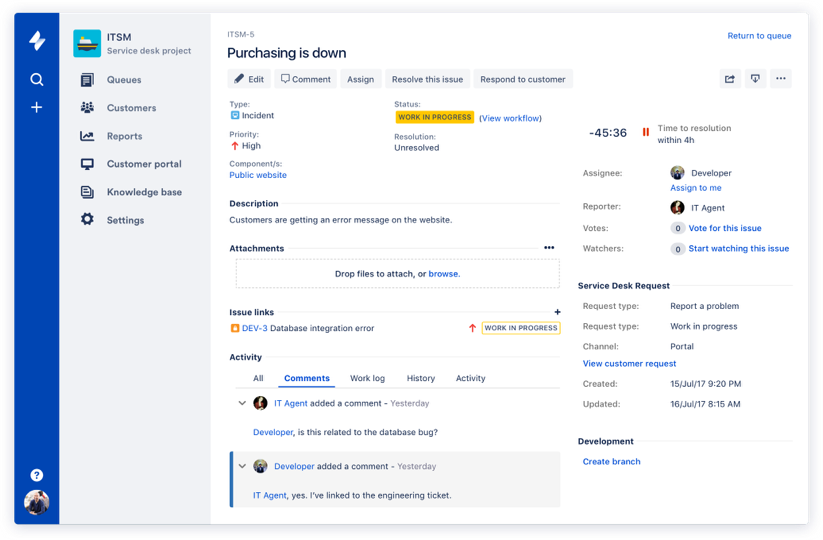 ITSM
Service desk project
Queues
Customers
Reports
Customer portal
Knowledge base
Settings
?
ITSM-5
Return to queue
Purchasing is down
Edit
Comment
Assign
Resolve this issue
Respond to customer
•••
Type:
Incident
Priority:
High
Component/s:
Public website
Status:
WORK IN PROGRESS (View workflow)
Resolution:
Unresolved
Description
Customers are getting an error message on the website.
Attachments
•••
Drop files to attach, or browse.
Issue links
+
DEV-3 Database integration error
WORK IN PROGRESS
Activity
All
Comments
Work log
History
Activity
IT Agent added a comment - Yesterday
Developer, is this related to the database bug?
Developer added a comment - Yesterday
IT Agent, yes. I've linked to the engineering ticket.
-45:36
Time to resolution
within 4h
Assignee: Developer
Assign to me
Reporter: IT Agent
Votes: 0 Vote for this issue
Watchers: 0 Start watching this issue
Service Desk Request
Request type: Report a problem
Request type: Work in progress
Channel: Portal
View customer request
Created: 15/Jul/17 9:20 PM
Updated: 16/Jul/17 8:15 AM
Development
Create branch